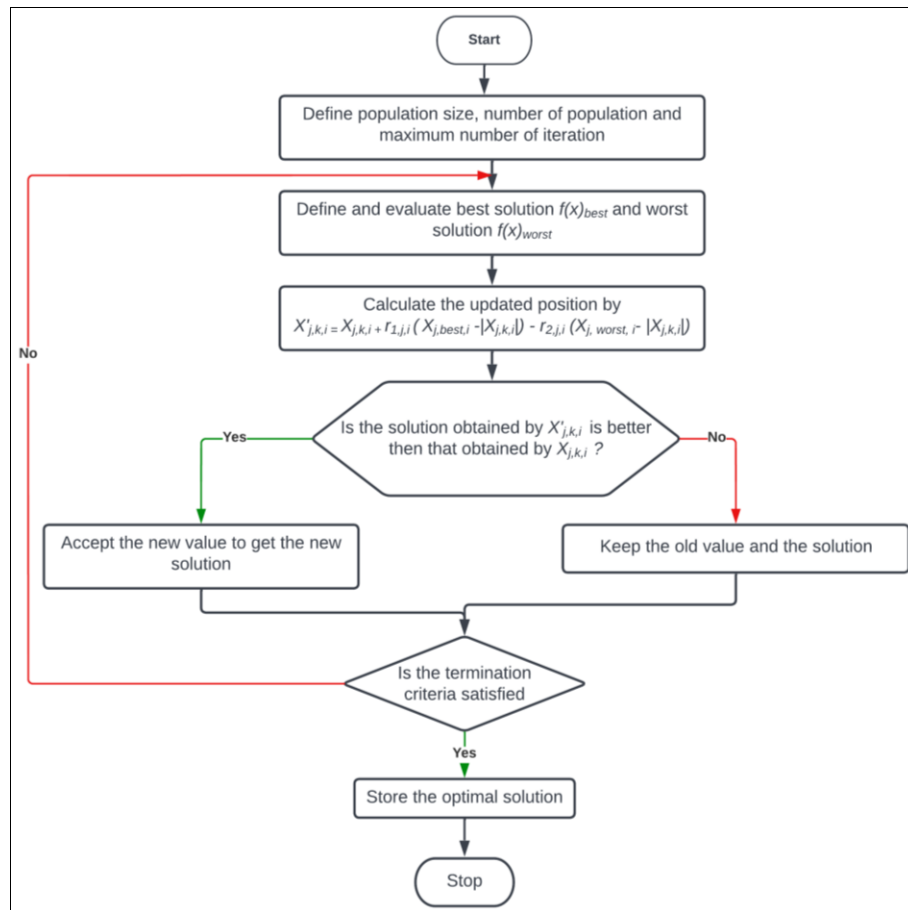 Start
Define population size, number of population and
maximum number of iteration
Define and evaluate best solution f(x)best and worst
solution f(x)worst
Calculate the updated position by
X'j,k,i = Xj,k,i + r1,j,i ( Xj,best,i -|Xj,k,i|) - r2,j,i (Xj, worst, i- |Xj,k,i|)
No
Is the solution obtained by X'j,k,i is better
then that obtained by Xj,k,i ?
Yes
No
Accept the new value to get the new
solution
Keep the old value and the solution
Is the termination
criteria satisfied
Yes
Store the optimal solution
Stop